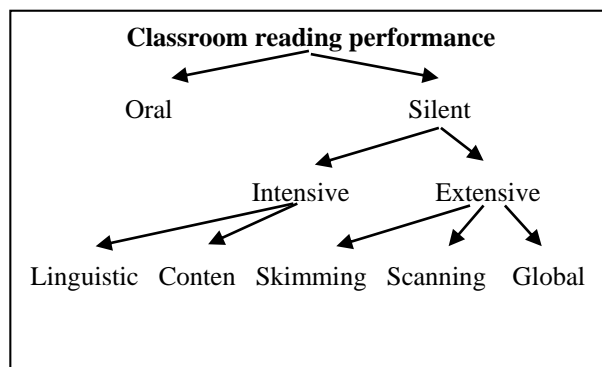 Classroom reading performance
Oral Silent
Intensive Extensive
Linguistic Conten Skimming Scanning Global